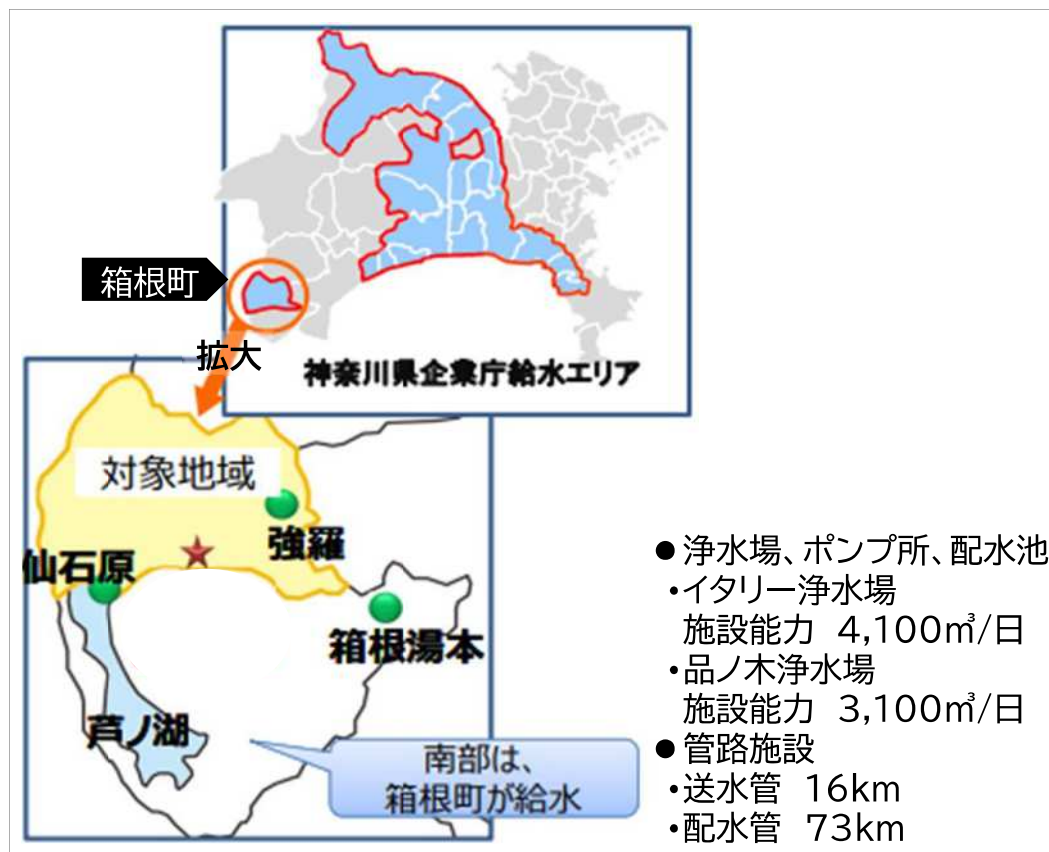 箱根町
拡大
神奈川県企業庁給水エリア
対象地域
強羅
仙石原
箱根湯本
芦ノ湖
南部は、
箱根町が給水
●浄水場、ポンプ所、配水池
・イタリー浄水場
施設能力 4,100㎥/日
・品ノ木浄水場
施設能力 3,100㎥/日
●管路施設
・送水管 16km
・配水管 73km